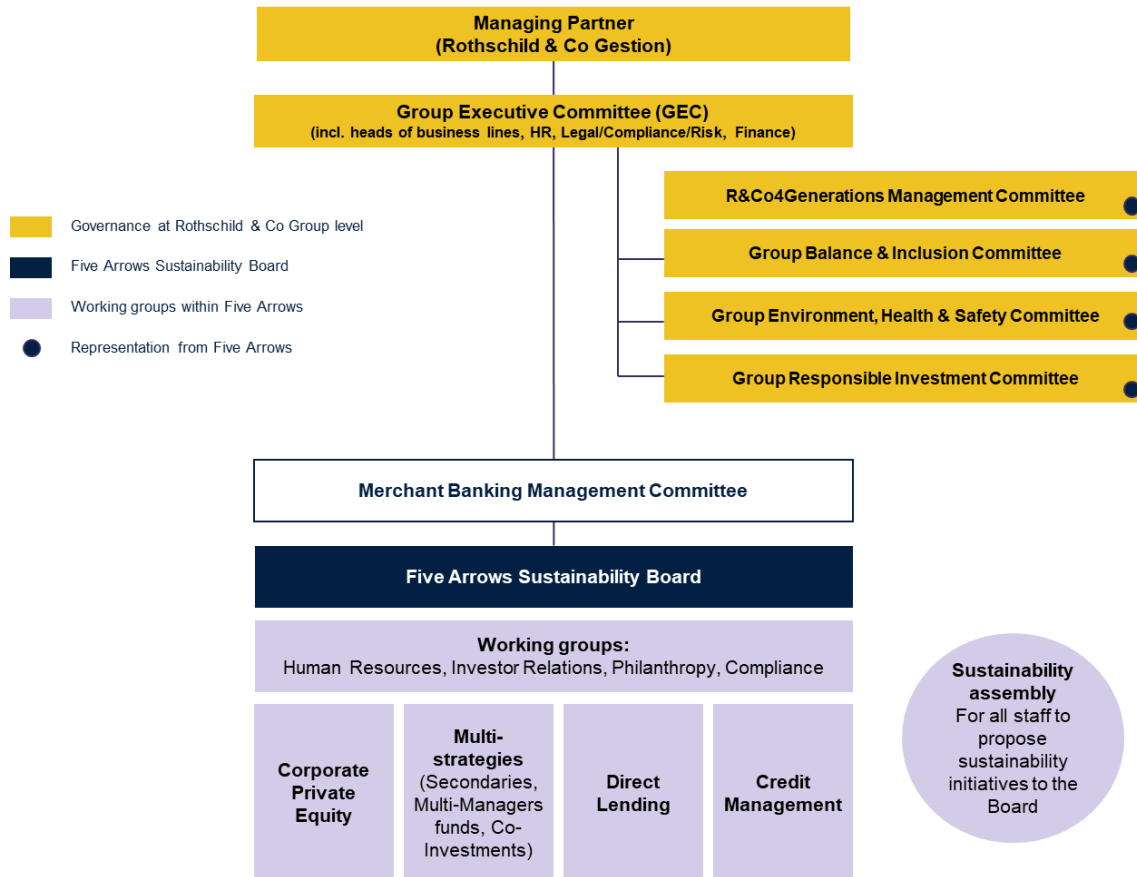 Managing Partner
(Rothschild & Co Gestion)
Group Executive Committee (GEC)
(incl. heads of business lines, HR, Legal/Compliance/Risk, Finance)
R&Co4Generations Management Committee
Group Balance & Inclusion Committee
Group Environment, Health & Safety Committee
Group Responsible Investment Committee
Governance at Rothschild & Co Group level
Five Arrows Sustainability Board
Working groups within Five Arrows
Representation from Five Arrows
Merchant Banking Management Committee
Five Arrows Sustainability Board
Working groups:
Human Resources, Investor Relations, Philanthropy, Compliance
Corporate
Private
Equity
Multi-
strategies
(Secondaries,
Multi-Managers
funds, Co-
Investments)
Direct
Lending
Credit
Management
Sustainability
assembly
For all staff to
propose
sustainability
initiatives to the
Board